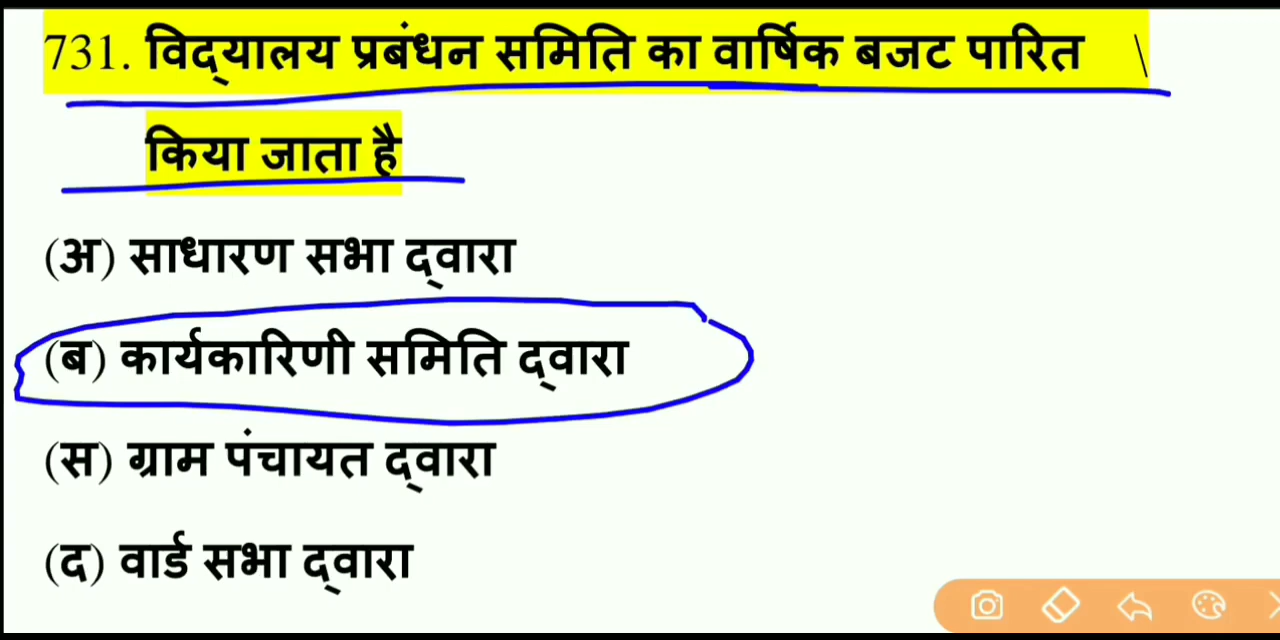 731. विद्यालय प्रबंधन समिति का वार्षिक बजट पारित \
किया जाता है
(अ) साधारण सभा द्वारा
(ब) कार्यकारिणी समिति द्वारा
(स) ग्राम पंचायत द्वारा
(द) वार्ड सभा द्वारा